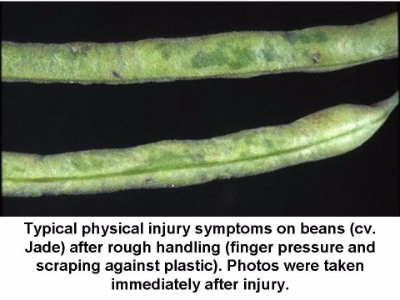 Typical physical injury symptoms on beans (cv.
Jade) after rough handling (finger pressure and
scraping against plastic). Photos were taken
immediately after injury.